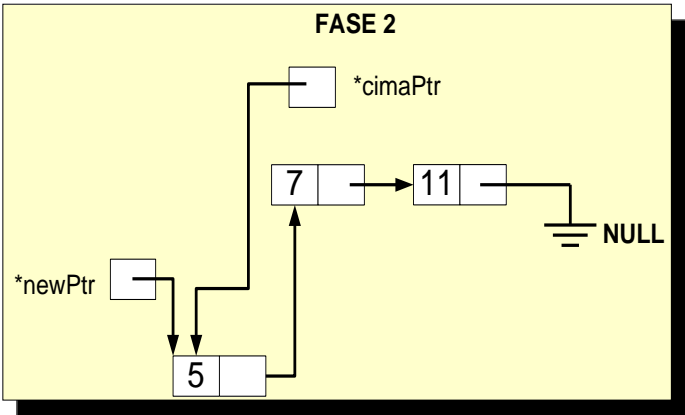 FASE 2
*cimaPtr
7 11
NULL
*newPtr
5